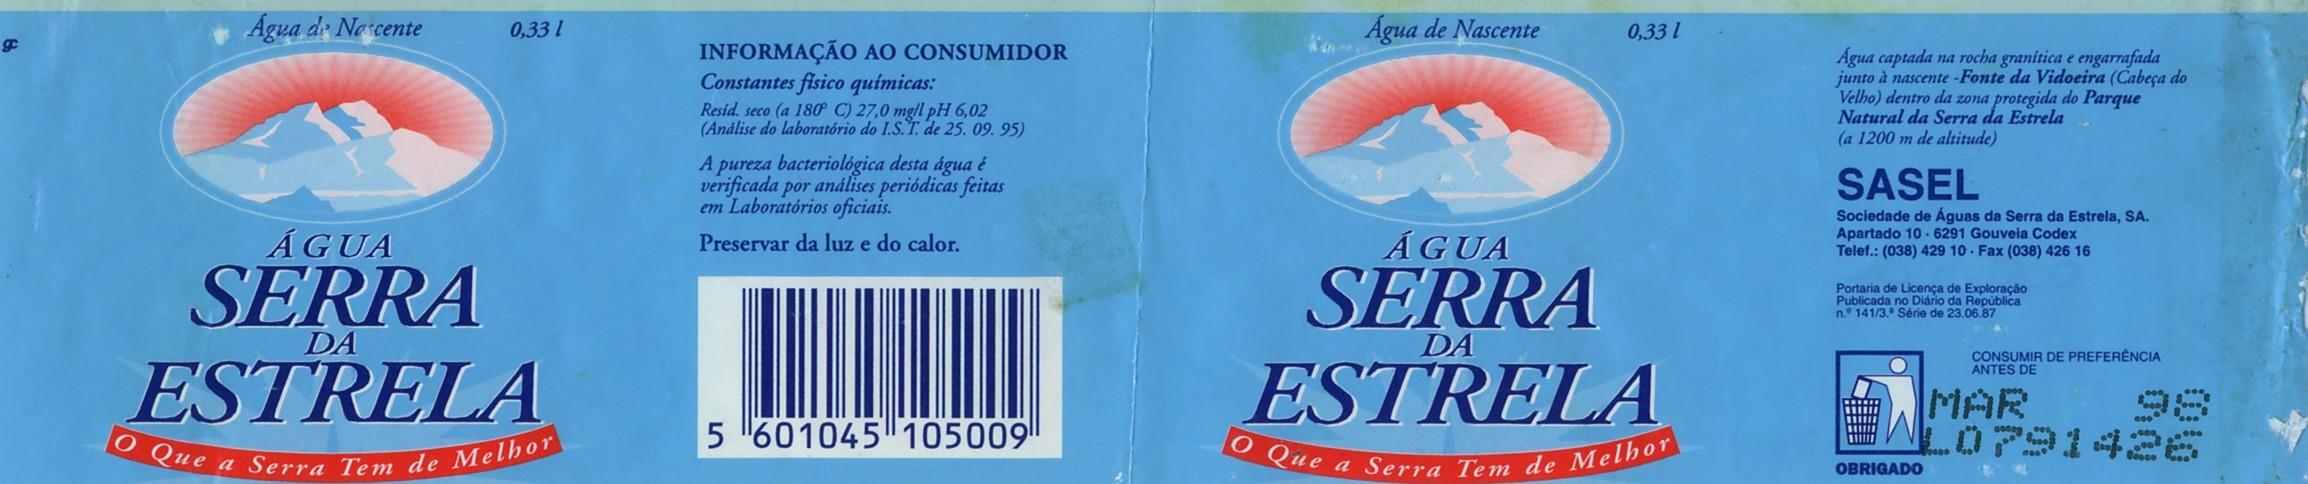 gc
Água de Nascente 0,33 l
ÁGUA
SERRA
DA
ESTRELA
O Que a Serra Tem de Melhor
INFORMAÇÃO AO CONSUMIDOR
Constantes físico químicas:
Resíd. seco (a 180º C) 27,0 mg/l pH 6,02
(Análise do laboratório do I.S.T. de 25. 09. 95)
A pureza bacteriológica desta água é
verificada por análises periódicas feitas
em Laboratórios oficiais.
Preservar da luz e do calor.
5 601045 105009
Água de Nascente 0,33 l
ÁGUA
SERRA
DA
ESTRELA
O Que a Serra Tem de Melhor
Água captada na rocha granítica e engarrafada
junto à nascente -Fonte da Vidoeira (Cabeça do
Velho) dentro da zona protegida do Parque
Natural da Serra da Estrela
(a 1200 m de altitude)
SASEL
Sociedade de Águas da Serra da Estrela, SA.
Apartado 10 · 6291 Gouveia Codex
Telef.: (038) 429 10 · Fax (038) 426 16
Portaria de Licença de Exploração
Publicada no Diário da República
n.º 141/3.ª Série de 23.06.87
CONSUMIR DE PREFERÊNCIA
ANTES DE
MAR 98
L0791426
OBRIGADO